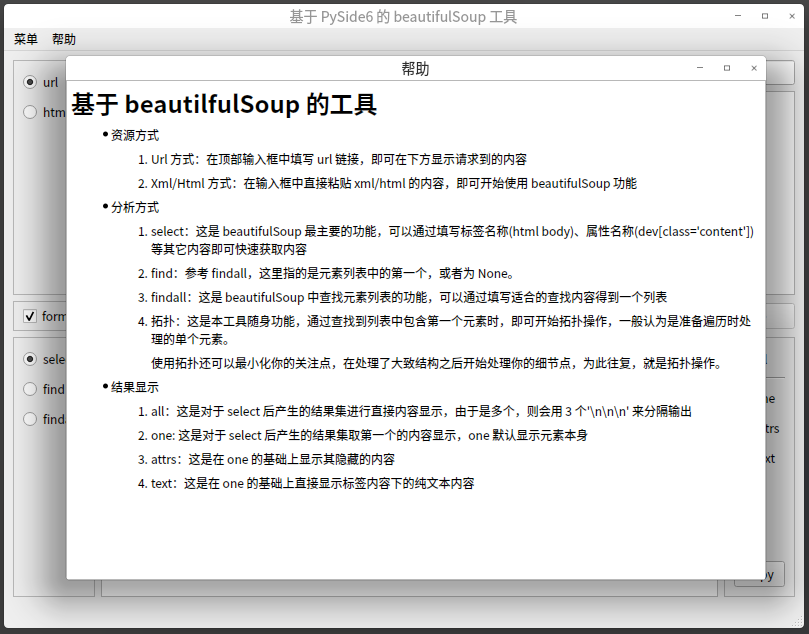 基于 PySide6 的 beautifulSoup 工具
菜单 帮助
url
帮助
基于 beautilfulSoup 的工具
资源方式
1. Url 方式：在顶部输入框中填写 url 链接，即可在下方显示请求到的内容
2. Xml/Html 方式：在输入框中直接粘贴 xml/html 的内容，即可开始使用 beautifulSoup 功能
分析方式
1. select：这是 beautifulSoup 最主要的功能，可以通过填写标签名称(html body)、属性名称(dev[class='content'])
等其它内容即可快速获取内容
2. find：参考 findall，这里指的是元素列表中的第一个，或者为 None。
3. findall：这是 beautifulSoup 中查找元素列表的功能，可以通过填写适合的查找内容得到一个列表
4. 拓扑：这是本工具随身功能，通过查找到列表中包含第一个元素时，即可开始拓扑操作，一般认为是准备遍历时处
理的单个元素。
使用拓扑还可以最小化你的关注点，在处理了大致结构之后开始处理你的细节点，为此往复，就是拓扑操作。
结果显示
1. all：这是对于 select 后产生的结果集进行直接内容显示，由于是多个，则会用 3 个'\n\n\n' 来分隔输出
2. one: 这是对于 select 后产生的结果集取第一个的内容显示，one 默认显示元素本身
3. attrs：这是在 one 的基础上显示其隐藏的内容
4. text：这是在 one 的基础上直接显示标签内容下的纯文本内容
htm
form
sele
find
find